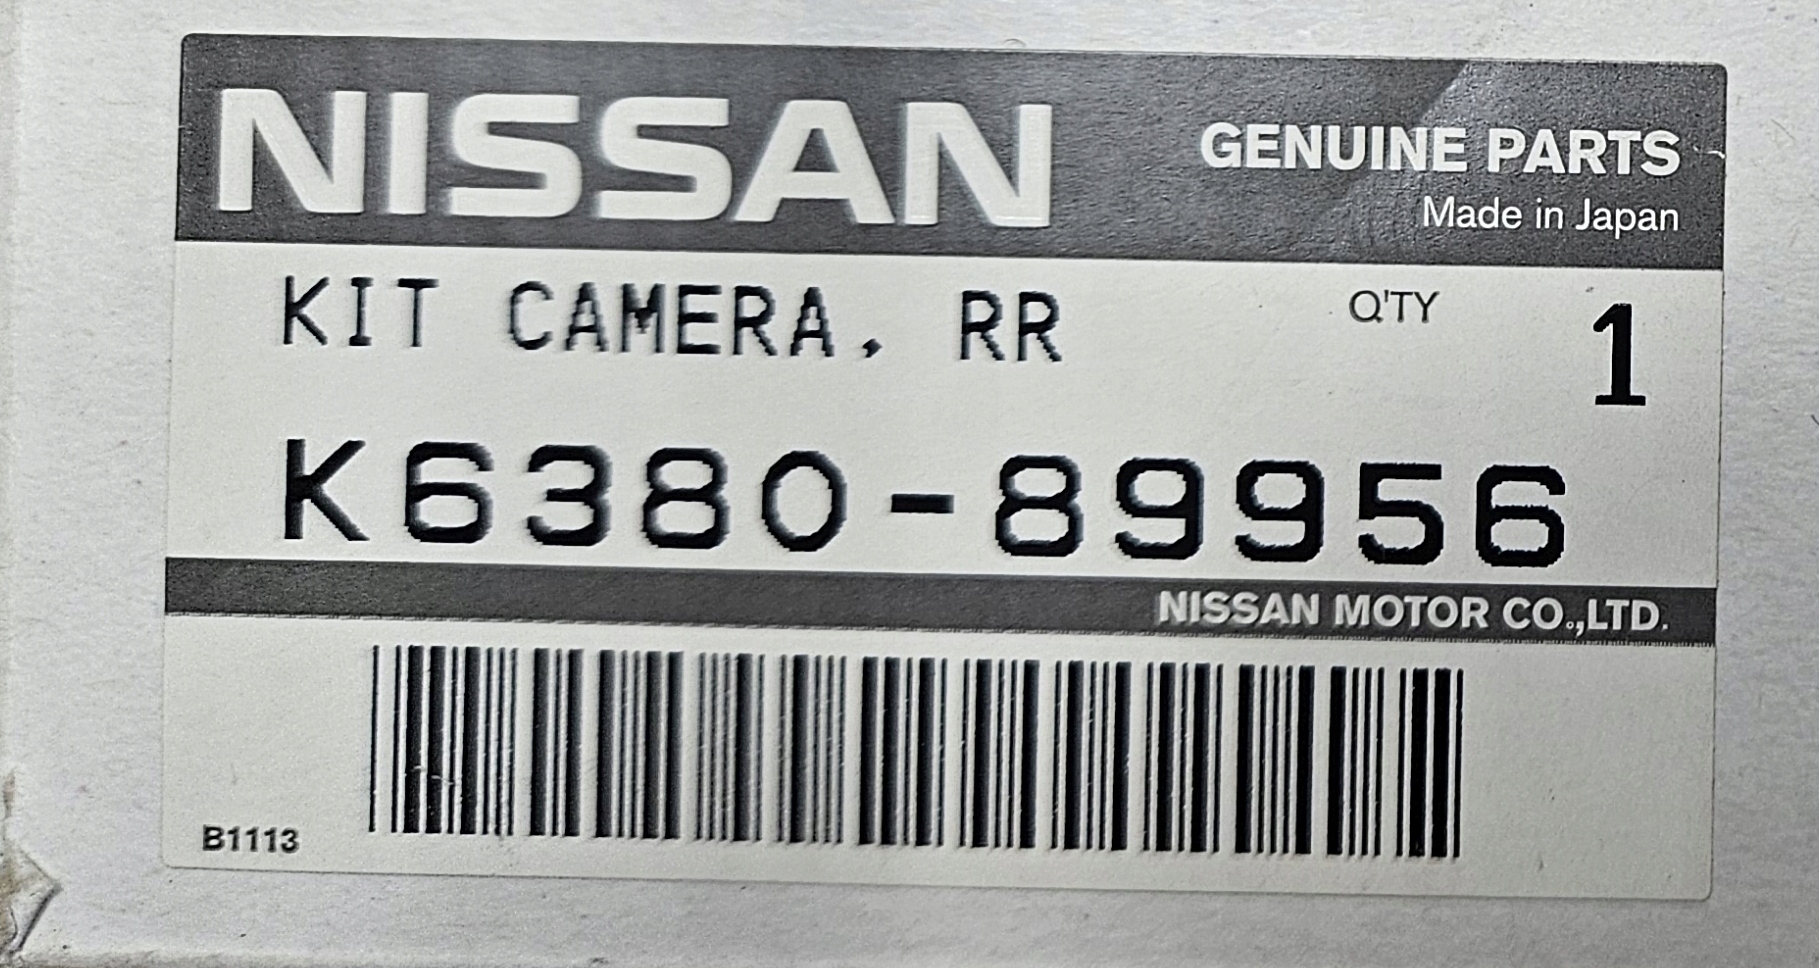 NISSAN
GENUINE PARTS
Made in Japan
KIT CAMERA, RR
Q'TY 1
K6380-89956
NISSAN MOTOR CO.,LTD.
B1113